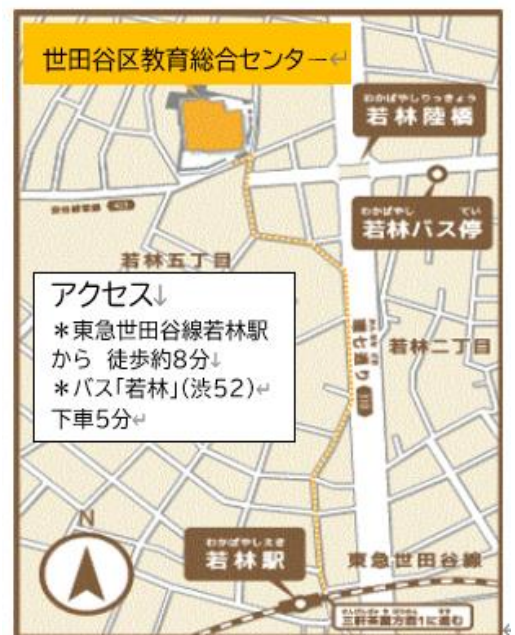 世田谷区教育総合センター
わかばやしりっきょう
若林陸橋
わかばやし てい
若林バス停
若林五丁目
アクセス
＊東急世田谷線若林駅
から 徒歩約8分
＊バス「若林」(渋52)
下車5分
環七通り
318
若林二丁目
N
わかばやしえき
若林駅
東急世田谷線
三軒茶屋方面1に進む